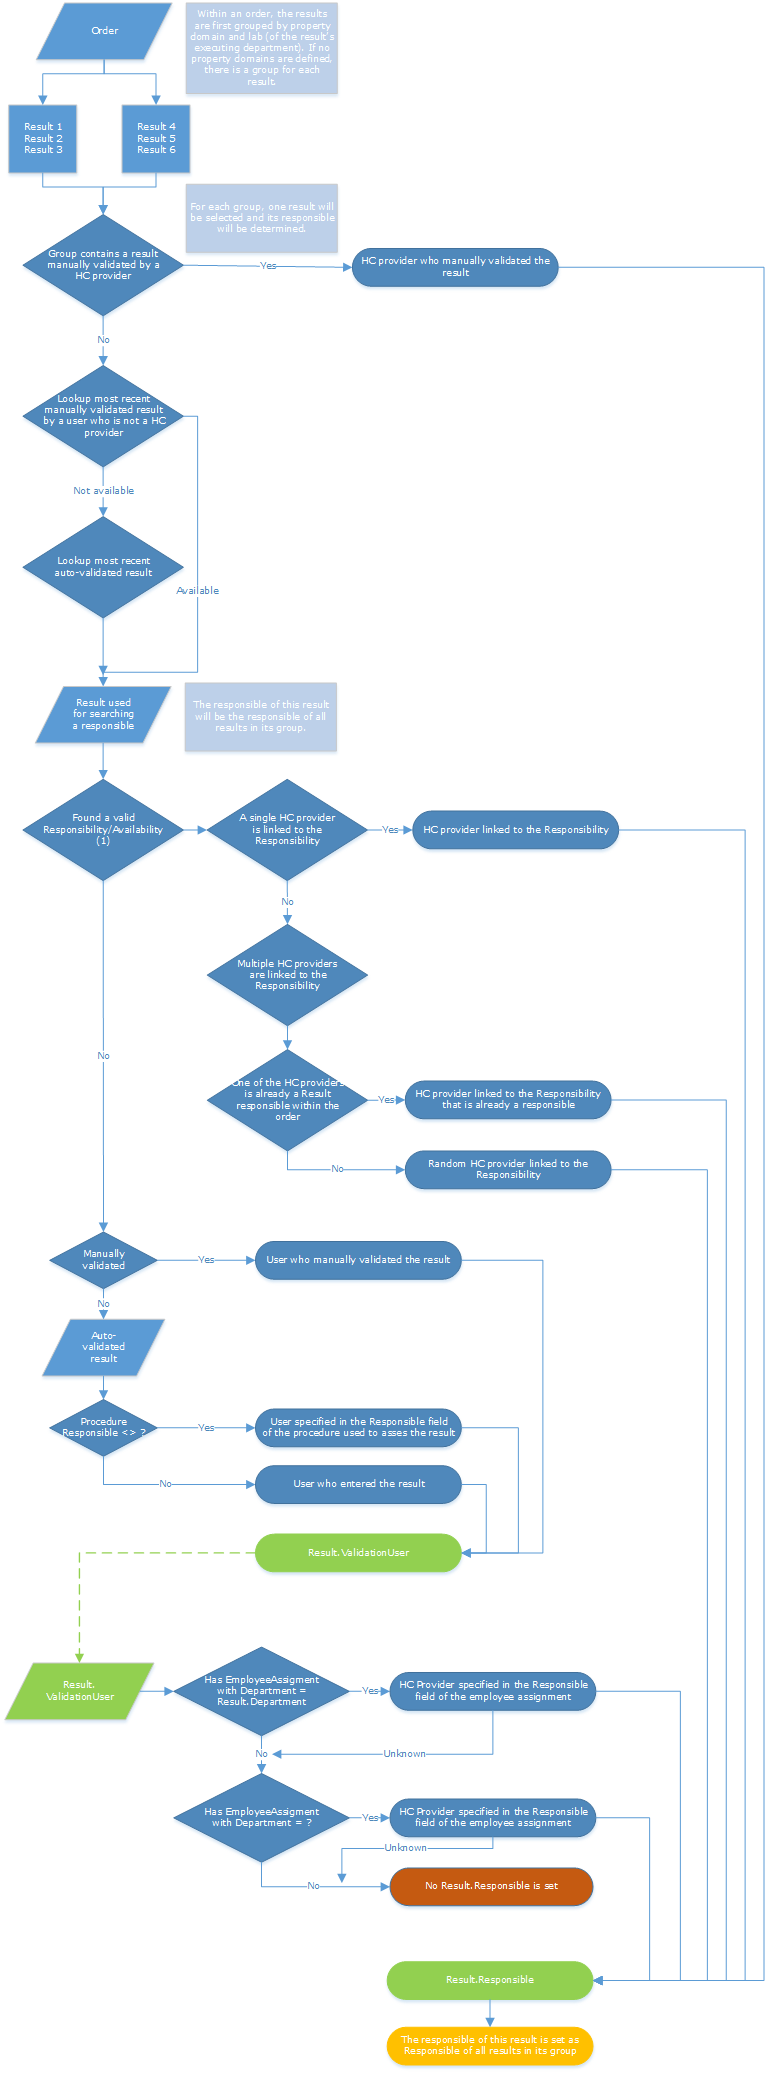 Order
Within an order, the results
are first grouped by property
domain and lab (of the result's
executing department). If no
property domains are defined,
there is a group for each
result.
Result 1
Result 2
Result 3
Result 4
Result 5
Result 6
For each group, one result will
be selected and its responsible
will be determined.
Group contains a result
manually validated by a
HC provider
Yes
HC provider who manually validated the
result
No
Lookup most recent
manually validated result
by a user who is not a HC
provider
Not available
Lookup most recent
auto-validated result
Available
Result used
for searching
a responsible
The responsible of this result
will be the responsible of all
results in its group.
Found a valid
Responsibility/Availability
(1)
A single HC provider
is linked to the
Responsibility
Yes
HC provider linked to the Responsibility
No
Multiple HC providers
are linked to the
Responsibility
No
One of the HC providers
is already a Result
responsible within the
order
Yes
HC provider linked to the Responsibility
that is already a responsible
No
Random HC provider linked to the
Responsibility
Manually
validated
Yes
User who manually validated the result
No
Auto-
validated
result
Procedure
Responsible <> ?
Yes
User specified in the Responsible field
of the procedure used to asses the result
No
User who entered the result
Result.ValidationUser
Result.
ValidationUser
Has EmployeeAssigment
with Department =
Result.Department
Yes
HC Provider specified in the Responsible
field of the employee assignment
No
Unknown
Has EmployeeAssigment
with Department = ?
Yes
HC Provider specified in the Responsible
field of the employee assignment
Unknown
No
No Result.Responsible is set
Result.Responsible
The responsible of this result is set as
Responsible of all results in its group